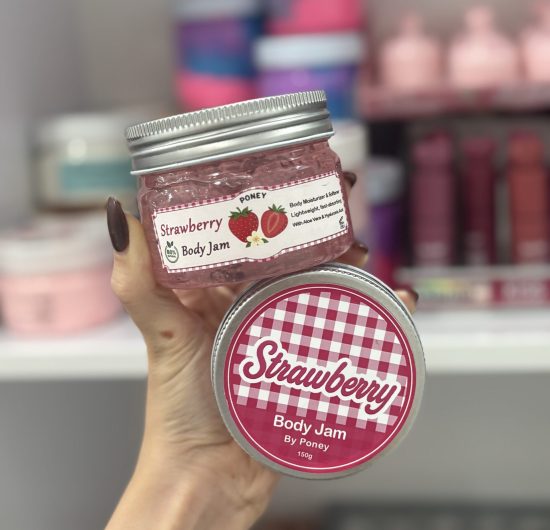 PONEY
Strawberry
Body Jam
Body Moisturizer & Softener
Lightweight, fast-absorbing
With Aloe Vera & Hyaluronic Acid
Strawberry
Body Jam
By Poney
150g